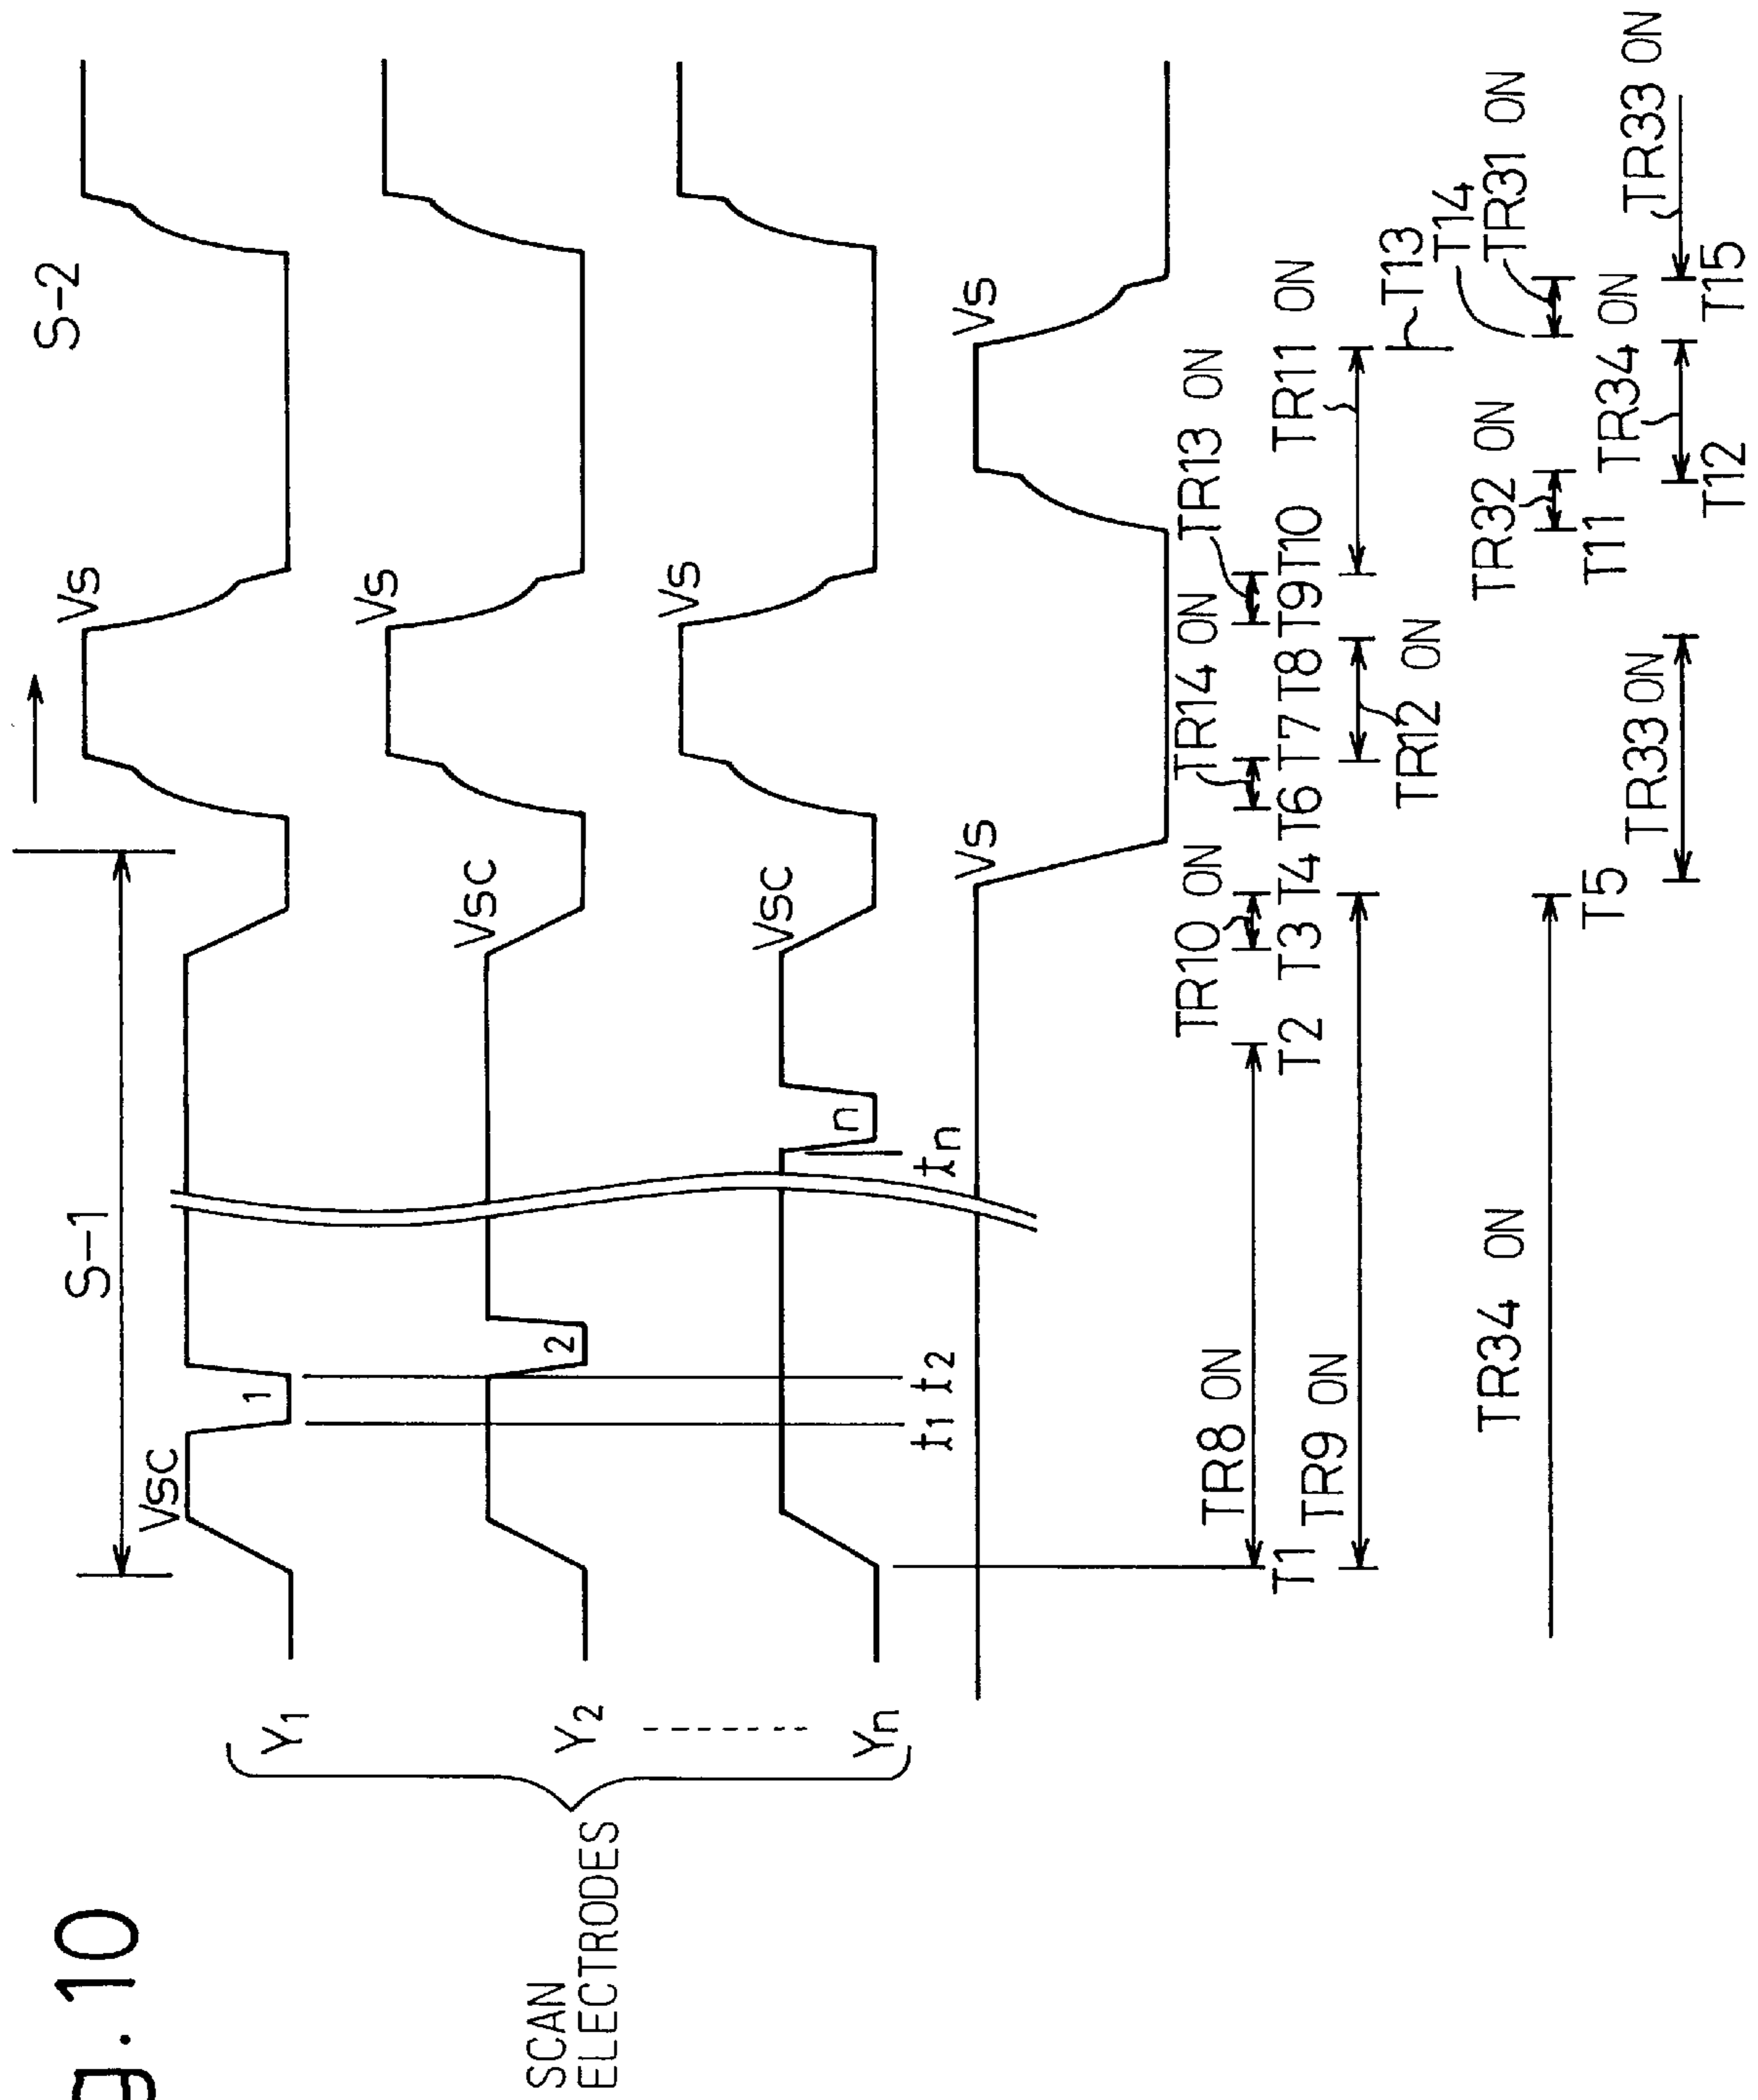 g. 10
S-1
S-2
SCAN
ELECTRODES
Y1
Vsc
1
Vs
Y2
2
Vsc
Vs
Yn
n
Vsc
Vs
t1 t2
tn
Vs
Vs
TR8 ON
TR10 ON
TR14 ON
TR13 ON
T1
T2
T3
T4
T6
T7
T8
T9
T10
TR9 ON
TR12 ON
TR11 ON
T13
T14
TR34 ON
TR32 ON
TR31 ON
T5
T11
TR33 ON
TR34 ON
TR33 ON
T12
T15